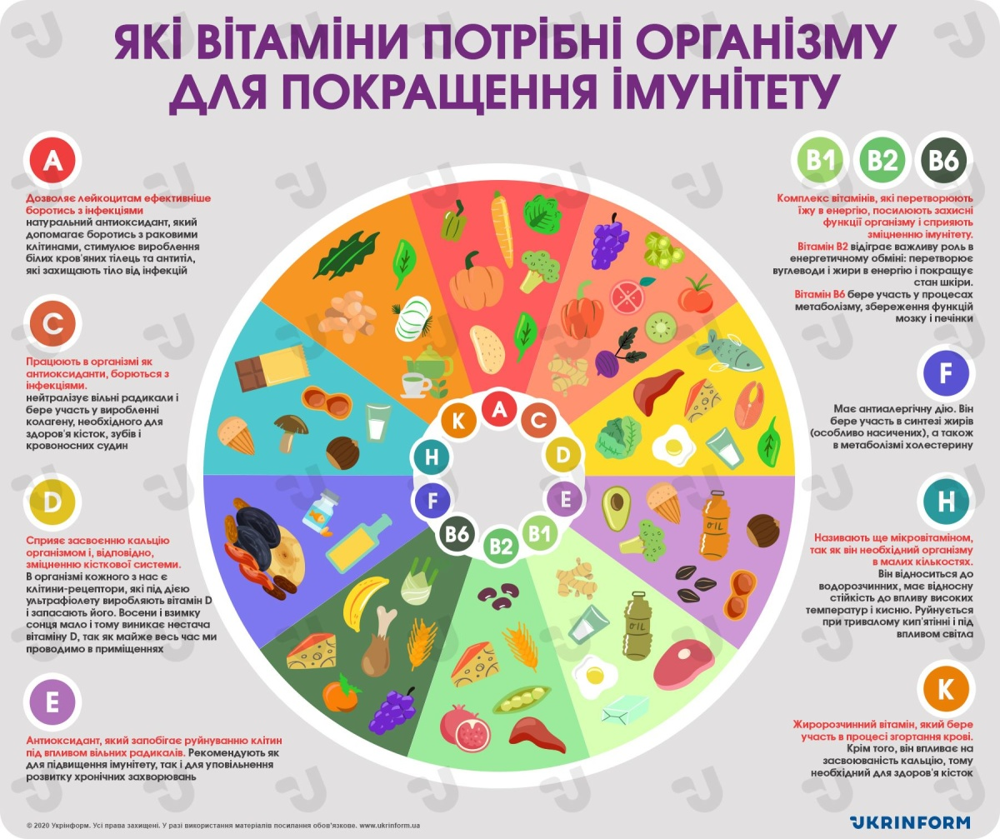 ЯКІ ВІТАМІНИ ПОТРІБНІ ОРГАНІЗМУ
ДЛЯ ПОКРАЩЕННЯ ІМУНІТЕТУ
A
Дозволяє лейкоцитам ефективніше
боротись з інфекціями
натуральний антиоксидант, який
допомагає боротись з раковими
клітинами, стимулює вироблення
білих кров'яних тілець та антитіл,
які захищають тіло від інфекцій
C
Працюють в організмі як
антиоксиданти, борються з
інфекціями.
нейтралізує вільні радикали і
бере участь у виробленні
колагену, необхідного для
здоров'я кісток, зубів і
кровоносних судин
D
Сприяє засвоєнню кальцію
організмом і, відповідно,
зміцненню кісткової системи.
В організмі кожного з нас є
клітини-рецептори, які під дією
ультрафіолету виробляють вітамін D
і запасають його. Восени і взимку
сонця мало і тому виникає нестача
вітаміну D, так як майже весь час ми
проводимо в приміщеннях
E
Антиоксидант, який запобігає руйнуванню клітин
під впливом вільних радикалів. Рекомендують як
для підвищення імунітету, так і для уповільнення
розвитку хронічних захворювань
A
C
D
E
B1
B2
B6
F
H
K
OIL
OIL
B1 B2 B6
Комплекс вітамінів, які перетворюють
їжу в енергію, посилюють захисні
функції організму і сприяють
зміцненню імунітету.
Вітамін B2 відіграє важливу роль в
енергетичному обміні: перетворює
вуглеводи і жири в енергію і покращує
стан шкіри.
Вітамін B6 бере участь у процесах
метаболізму, збереження функцій
мозку і печінки
F
Має антиалергічну дію. Він
бере участь в синтезі жирів
(особливо насичених), а також
в метаболізмі холестерину
H
Називають ще мікровітаміном,
так як він необхідний організму
в малих кількостях.
Він відноситься до
водорозчинних, має відносну
стійкість до впливу високих
температур і кисню. Руйнується
при тривалому кип'ятінні і під
впливом світла
K
Жиророзчинний вітамін, який бере
участь в процесі згортання крові.
Крім того, він впливає на
засвоюваність кальцію, тому
необхідний для здоров'я кісток
© 2020 Укрінформ. Усі права захищені. У разі використання матеріалів посилання обов'язкове. www.ukrinform.ua
UKRINFORM